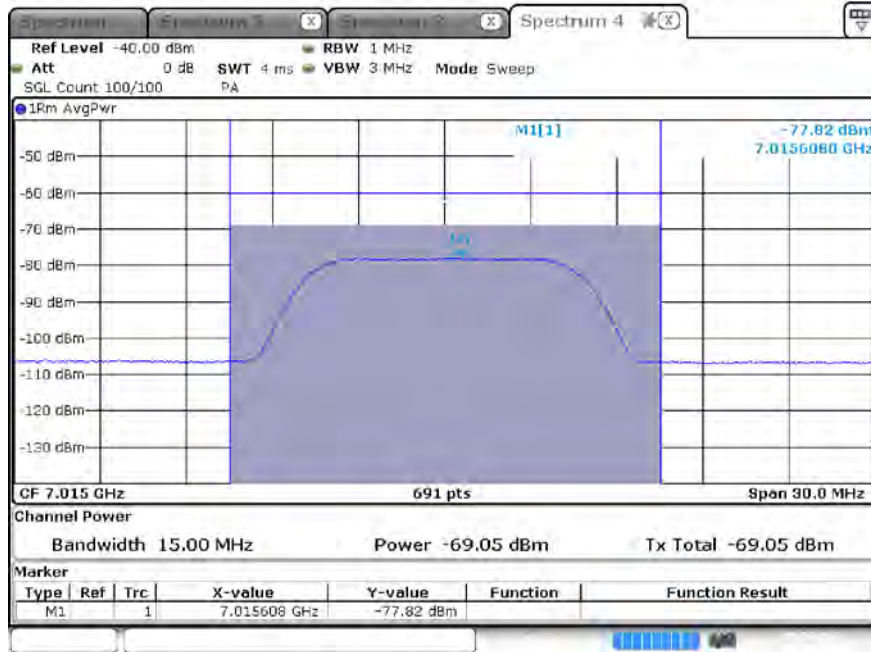 Spectrum Spectrum 3 X Spectrum 2 X Spectrum 4 X
Ref Level -40.00 dBm RBW 1 MHz
Att 0 dB SWT 4 ms VBW 3 MHz Mode Sweep
SGL Count 100/100 PA
1Rm AvgPwr
M1[1] -77.82 dBm
7.0156080 GHz
-50 dBm
-60 dBm
-70 dBm
M1
-80 dBm
-90 dBm
-100 dBm
-110 dBm
-120 dBm
-130 dBm
CF 7.015 GHz 691 pts Span 30.0 MHz
Channel Power
Bandwidth 15.00 MHz Power -69.05 dBm Tx Total -69.05 dBm
Marker
Type Ref Trc X-value Y-value Function Function Result
M1 1 7.015608 GHz -77.82 dBm